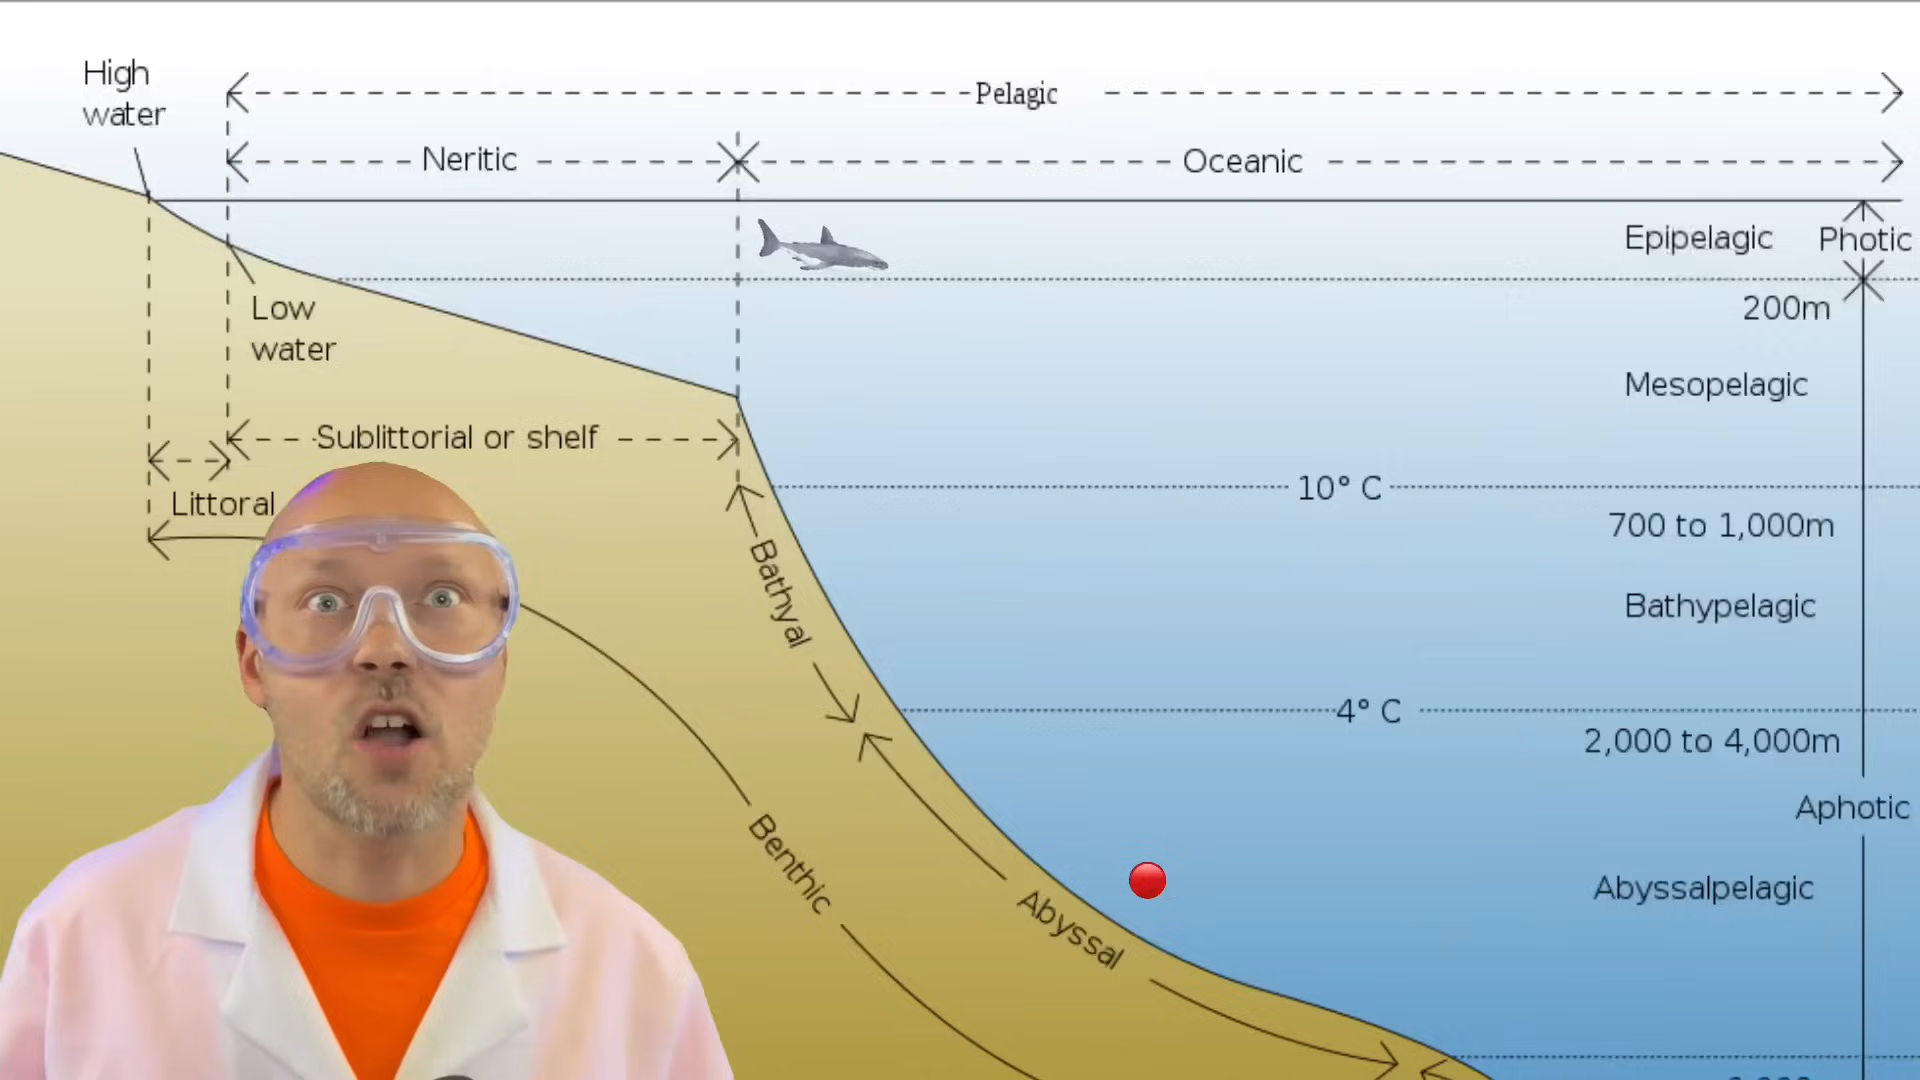 High
water
Pelagic
Neritic
Oceanic
Epipelagic
Photic
Low
water
200m
Mesopelagic
Sublittorial or shelf
10° C
Littoral
700 to 1,000m
Bathyal
Bathypelagic
4° C
2,000 to 4,000m
Aphotic
Benthic
Abyssal
Abyssalpelagic